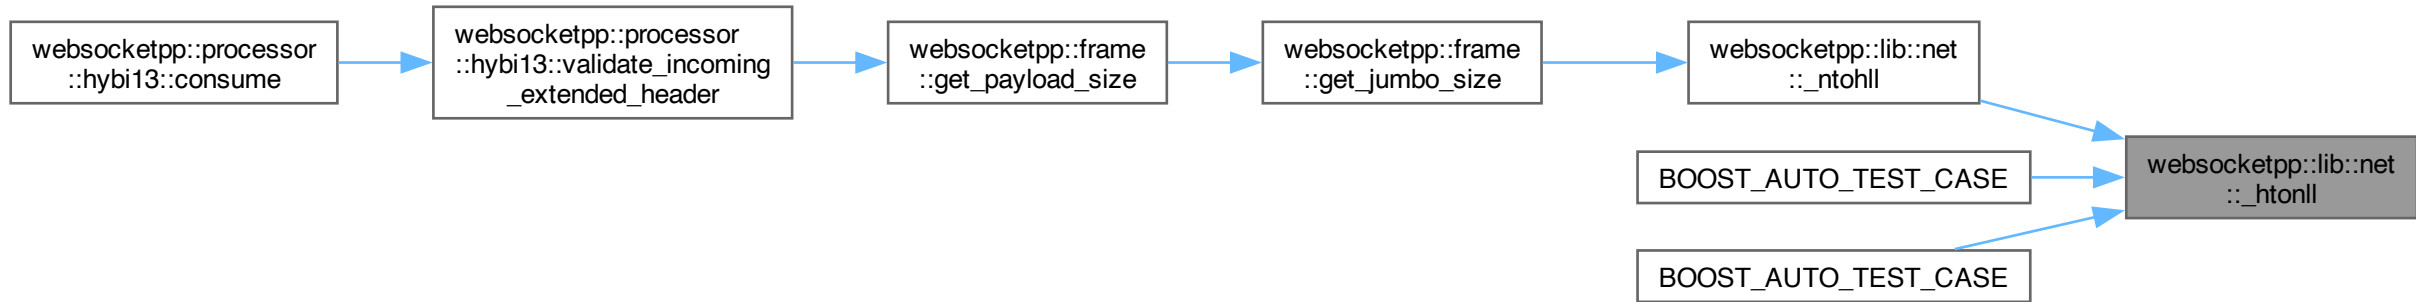 websocketpp::processor
::hybi13::consume
websocketpp::processor
::hybi13::validate_incoming
_extended_header
websocketpp::frame
::get_payload_size
websocketpp::frame
::get_jumbo_size
websocketpp::lib::net
::_ntohll
BOOST_AUTO_TEST_CASE
BOOST_AUTO_TEST_CASE
websocketpp::lib::net
::_htonll